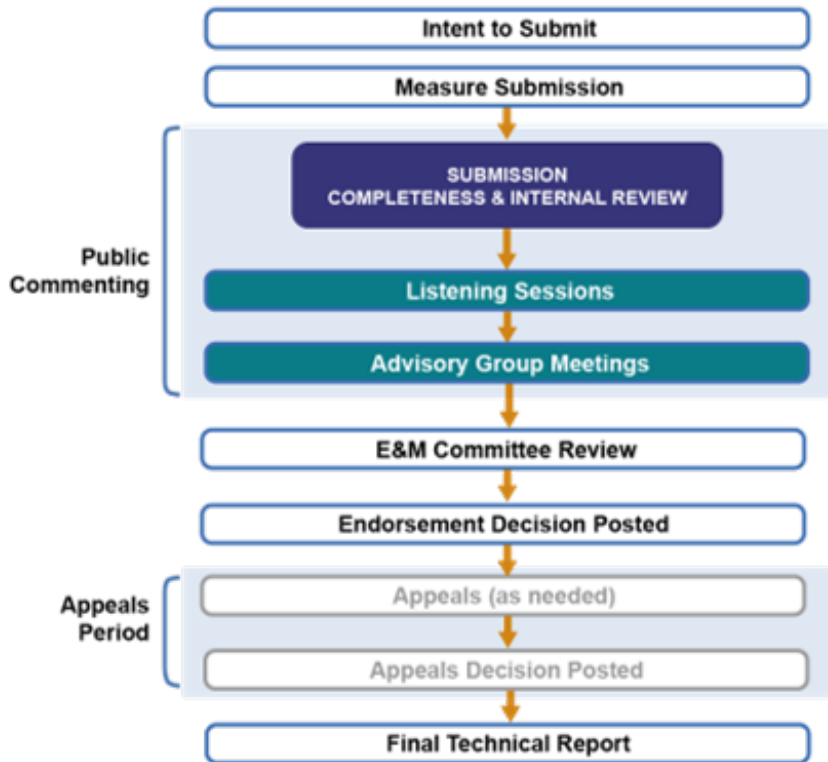 Intent to Submit
Measure Submission
SUBMISSION
COMPLETENESS & INTERNAL REVIEW
Public
Commenting
Listening Sessions
Advisory Group Meetings
E&M Committee Review
Endorsement Decision Posted
Appeals (as needed)
Appeals
Period
Appeals Decision Posted
Final Technical Report